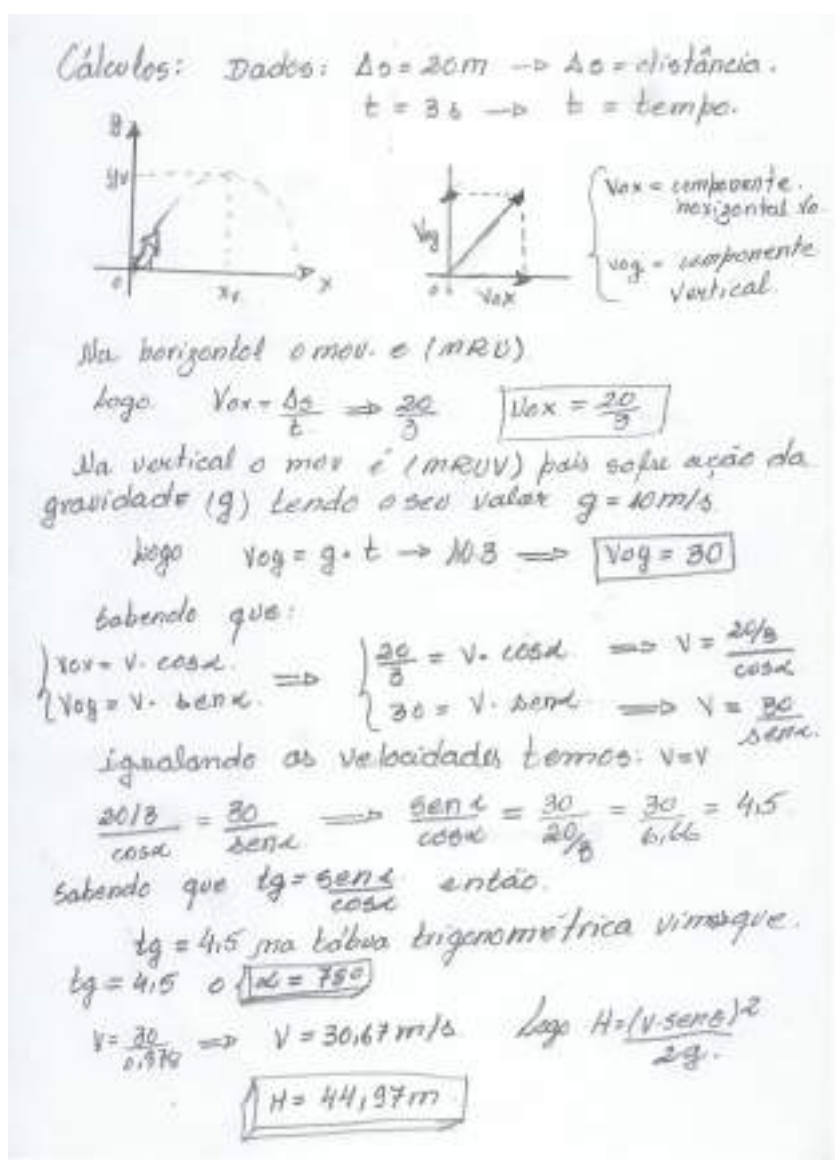 Cálculos: Dados: Δs = 20m → Δs = distância.
t = 3s → t = tempo.
y
yv
o
xv
x
Voy
o
Vox
Vox = componente.
horizontal Vo
Voy = componente
vertical.
Na horizontal o mov. e (MRU)
Logo Vox = Δs/t ⇒ 20/3 Vox = 20/3
Na vertical o mov é (MRUV) pois sofre ação da
gravidade (g) tendo o seu valor g = 10m/s
Logo Voy = g.t → 10.3 ⇒ Voy = 30
Sabendo que:
Vox = V. cosα. ⇒ 20/3 = V. cosα ⇒ V = 20/3/cosα
Voy = V. senα. 30 = V. senα ⇒ V = 30/senα.
igualando as velocidades temos: V=V
20/3/cosα = 30/senα ⇒ senα/cosα = 30/20/3 = 30/6,66 = 4,5
Sabendo que tg = senα/cosα então.
tg = 4,5 na tábua trigonométrica vimos que.
tg = 4,5 o α = 78°
V = 30/0,978 ⇒ V = 30,67 m/s Logo H = (V.senθ)²/2g.
H = 44,97m